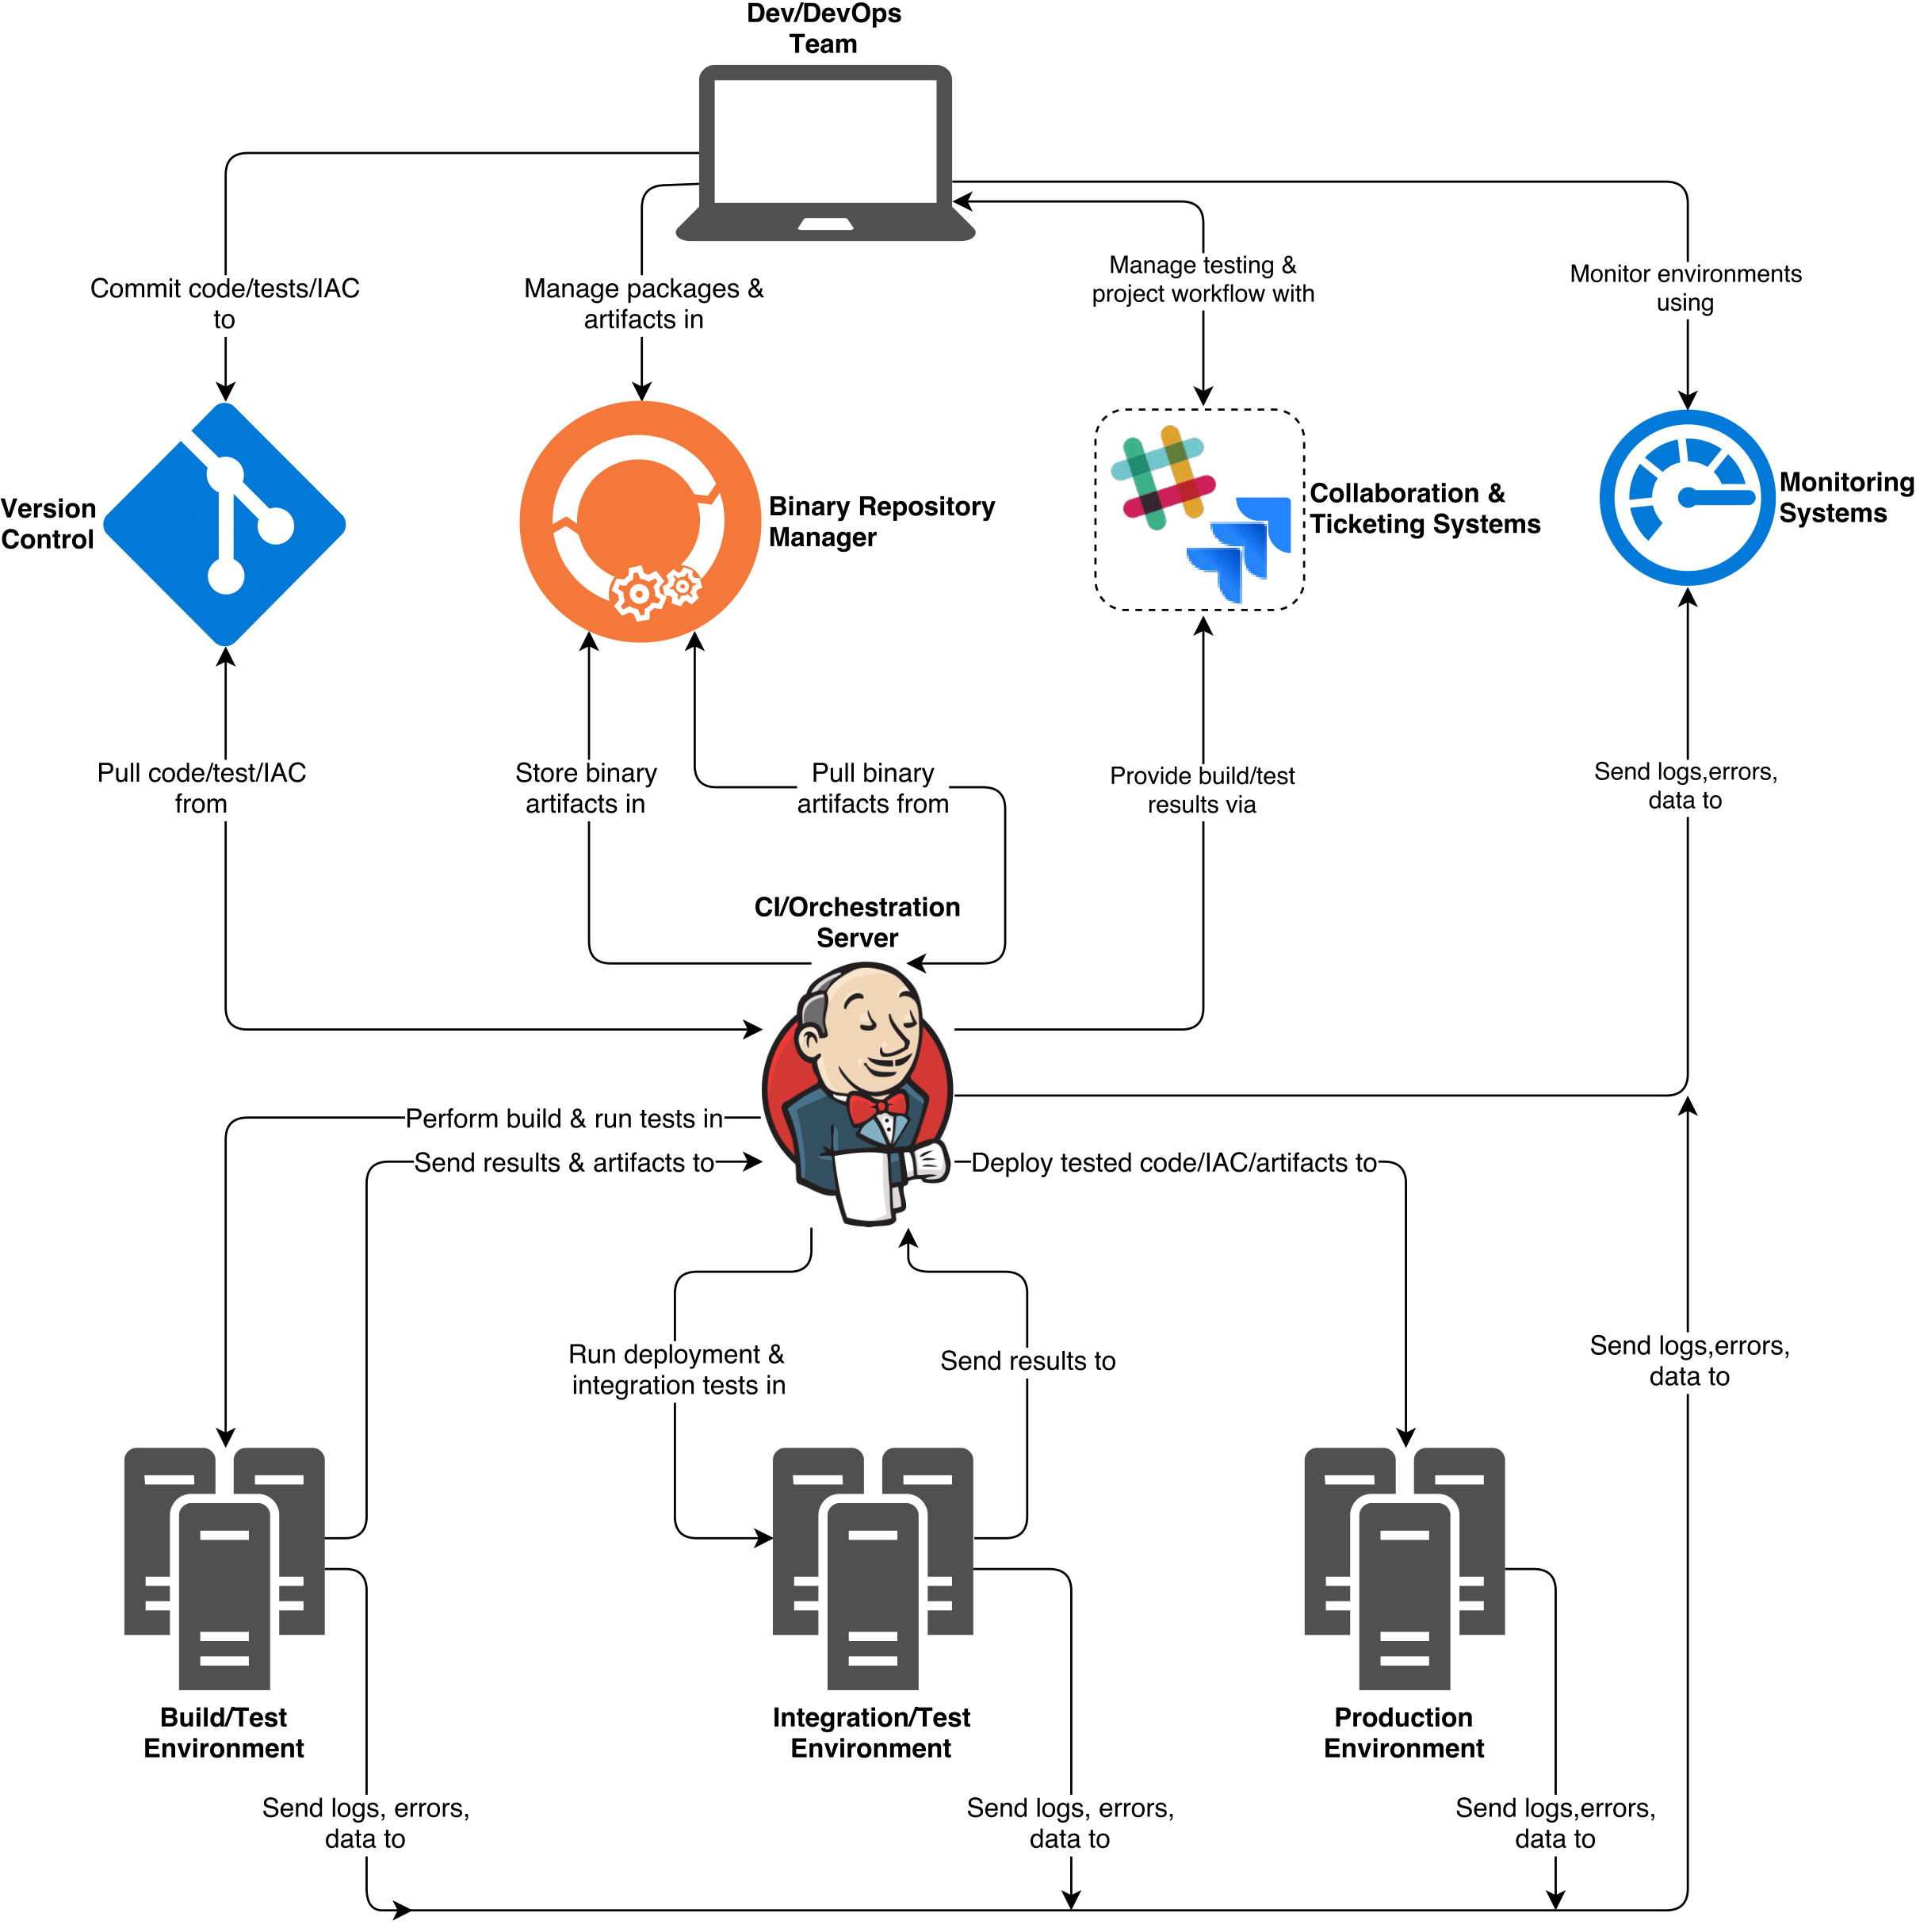 Dev/DevOps
Team
Commit code/tests/IAC
to
Manage packages &
artifacts in
Manage testing &
project workflow with
Monitor environments
using
Version
Control
Binary Repository
Manager
Collaboration &
Ticketing Systems
Monitoring
Systems
Pull code/test/IAC
from
Store binary
artifacts in
Pull binary
artifacts from
Provide build/test
results via
Send logs,errors,
data to
CI/Orchestration
Server
Perform build & run tests in
Send results & artifacts to
Deploy tested code/IAC/artifacts to
Run deployment &
integration tests in
Send results to
Send logs,errors,
data to
Build/Test
Environment
Integration/Test
Environment
Production
Environment
Send logs, errors,
data to
Send logs, errors,
data to
Send logs,errors,
data to